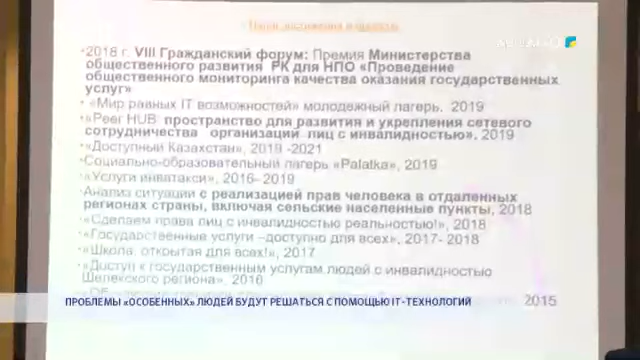 Наши достижения и проекты
•2018 г. VIII Гражданский форум: Премия Министерства
общественного развития РК для НПО «Проведение
общественного мониторинга качества оказания государственных
услуг»
• «Мир равных IT возможностей» молодежный лагерь. 2019
•«Peer HUB пространство для развития и укрепления сетевого
сотрудничества организаций лиц с инвалидностью». 2019
•«Доступный Казахстан», 2019 -2021
Социально-образовательный лагерь «Palatka», 2019
•«Услуги инватакси», 2016- 2019
Анализ ситуации с реализацией прав человека в отдаленных
регионах страны, включая сельские населенные пункты, 2018
•«Сделаем права лиц с инвалидностью реальностью!», 2018
•«Государственные услуги –доступно для всех», 2017- 2018
•«Школа, открытая для всех!», 2017
•«Доступ к государственным услугам людей с инвалидностью
Шелекского региона», 2016
2015
ПРОБЛЕМЫ «ОСОБЕННЫХ» ЛЮДЕЙ БУДУТ РЕШАТЬСЯ С ПОМОЩЬЮ IT-ТЕХНОЛОГИЙ